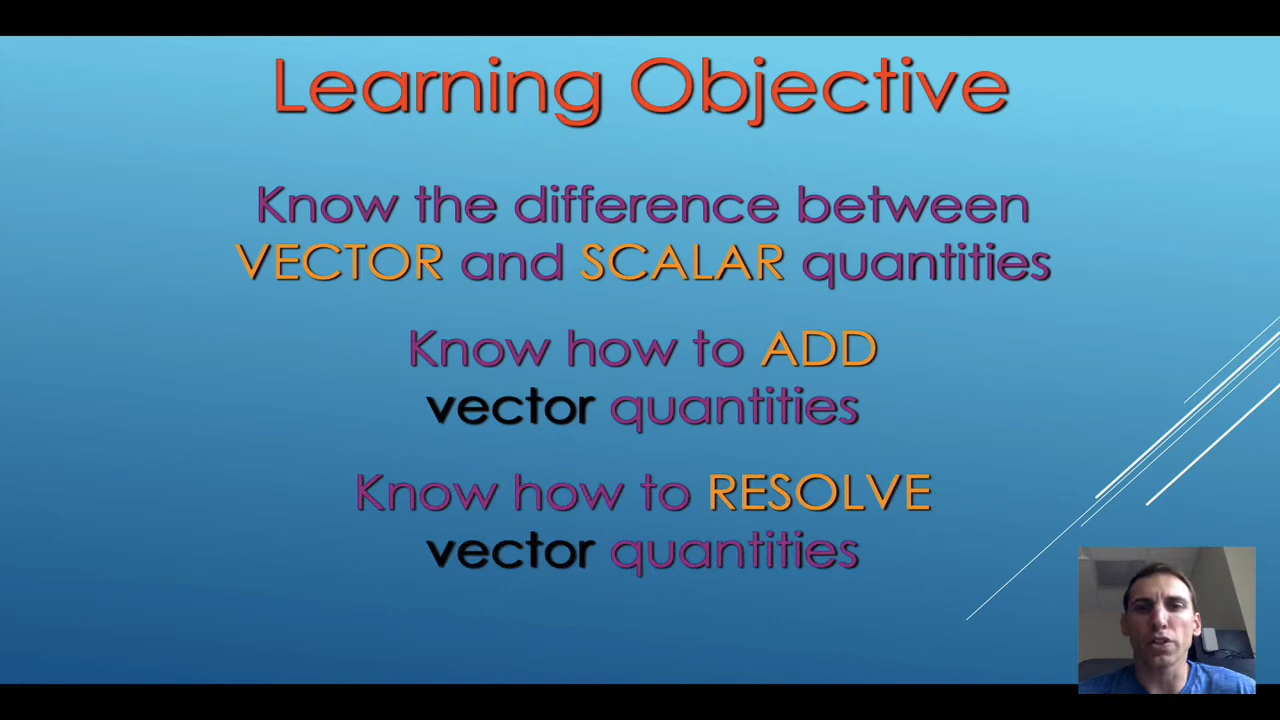 Learning Objective
Know the difference between
VECTOR and SCALAR quantities
Know how to ADD
vector quantities
Know how to RESOLVE
vector quantities